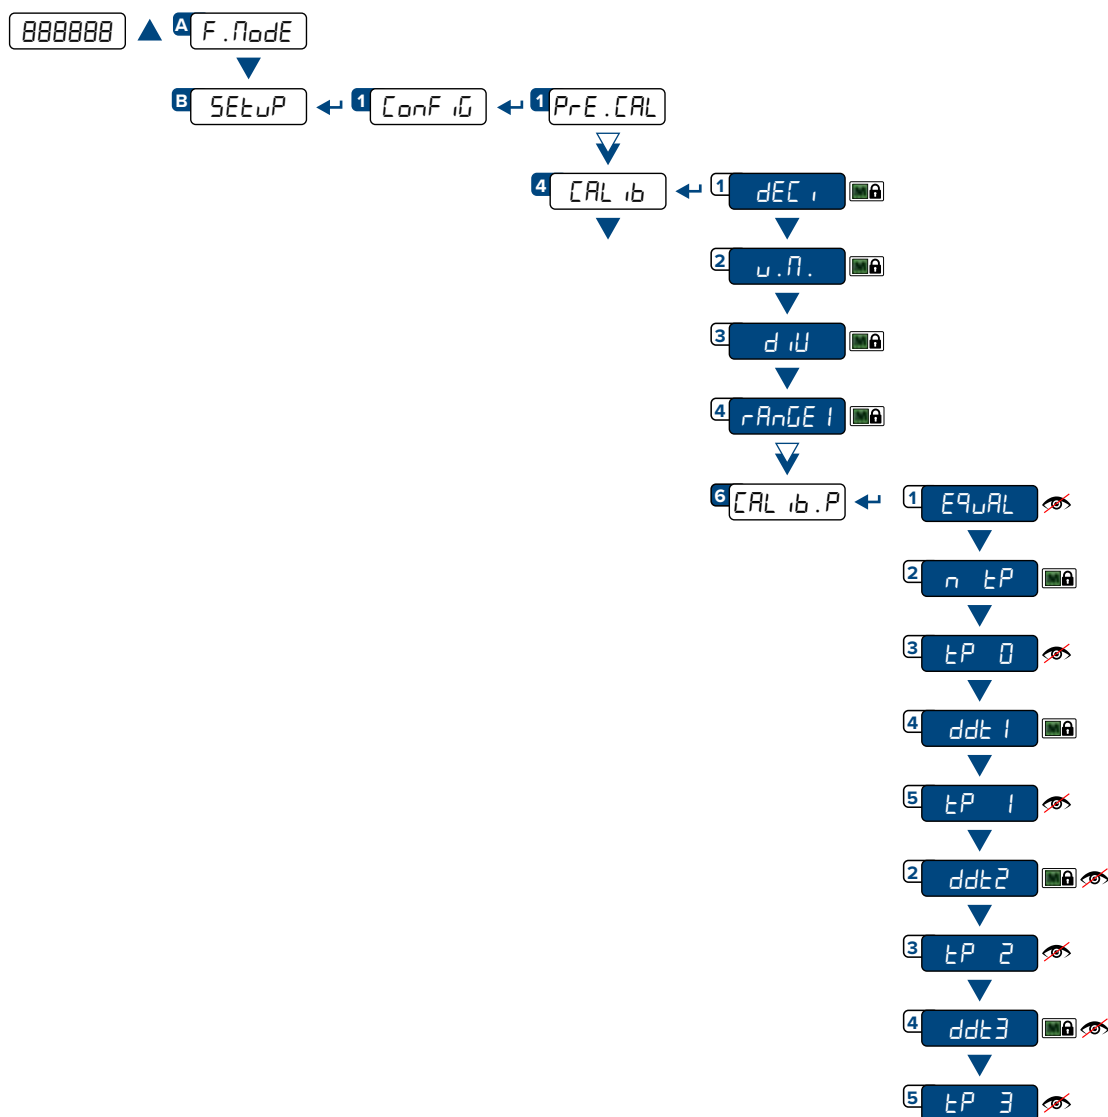 888888 A F.ModE
B SEtuP 1 ConFiG 1 PrE.CAL
4 CALib 1 dECi M
2 u.M. M
3 diU M
4 rAnGE1 M
6 CALib.P 1 EquAL
2 n tP M
3 tP 0
4 ddt1 M
5 tP 1
2 ddt2 M
3 tP 2
4 ddt3 M
5 tP 3